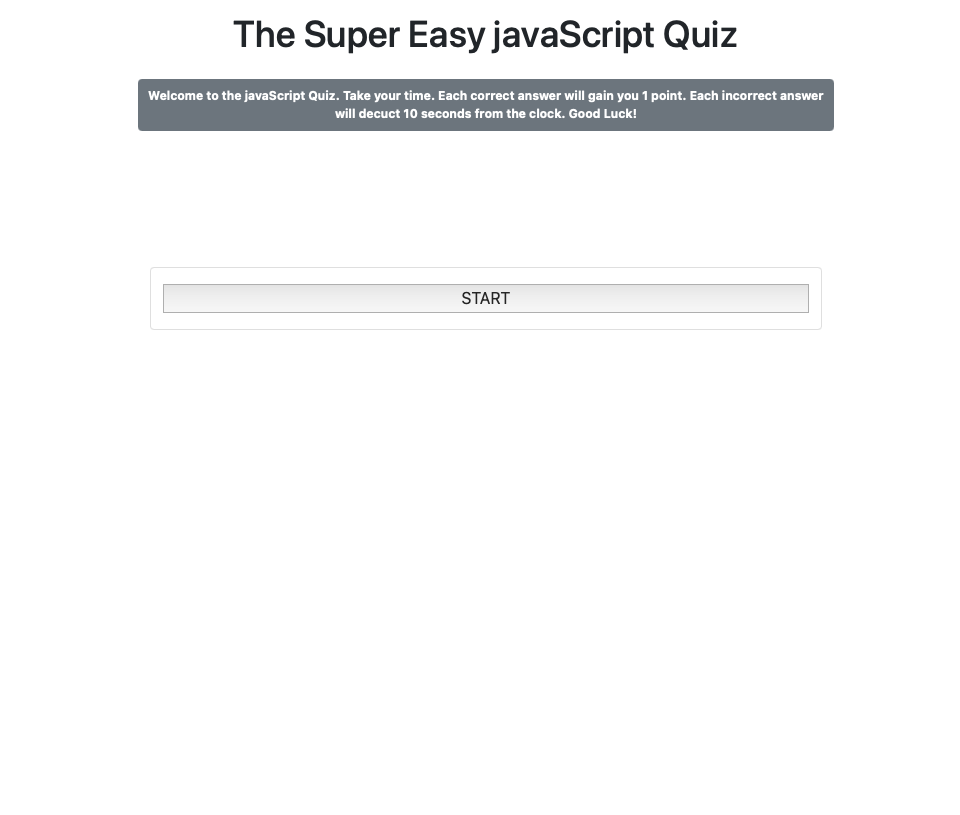 The Super Easy javaScript Quiz
Welcome to the javaScript Quiz. Take your time. Each correct answer will gain you 1 point. Each incorrect answer
will decuct 10 seconds from the clock. Good Luck!
START